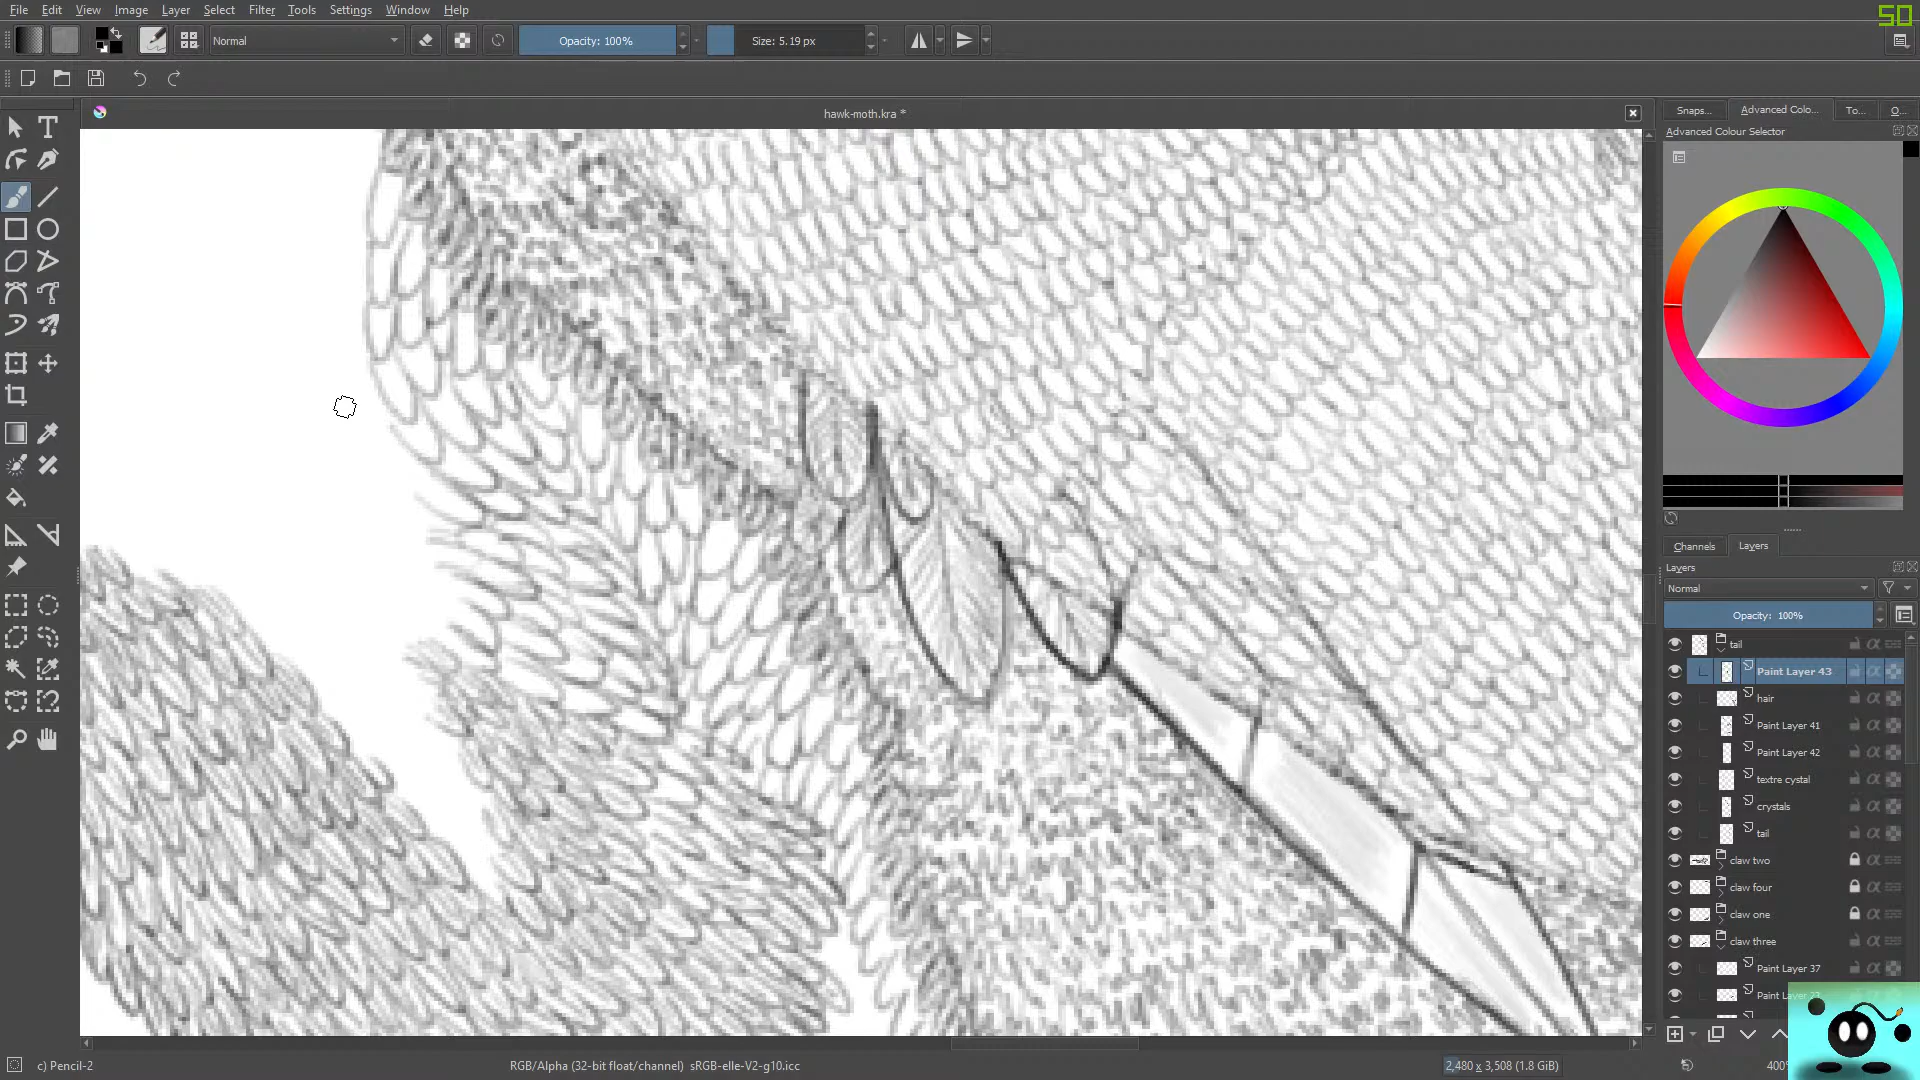 File Edit View Image Layer Select Filter Tools Settings Window Help
50
Normal
Opacity: 100%
Size: 5.19 px
hawk-moth.kra *
Snaps... Advanced Colo... To... O...
Advanced Colour Selector
Channels Layers
Layers
Normal
Opacity: 100%
tail
Paint Layer 43
hair
Paint Layer 41
Paint Layer 42
textre cystal
crystals
tail
claw two
claw four
claw one
claw three
Paint Layer 37
Paint Layer
c) Pencil-2
RGB/Alpha (32-bit float/channel) sRGB-elle-V2-g10.icc
2,480 x 3,508 (1.8 GiB)
400%